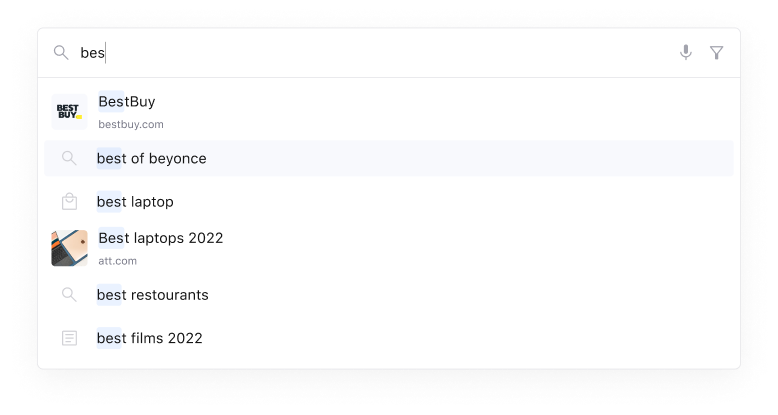 bes
BEST
BUY
BestBuy
bestbuy.com
best of beyonce
best laptop
Best laptops 2022
att.com
best restourants
best films 2022